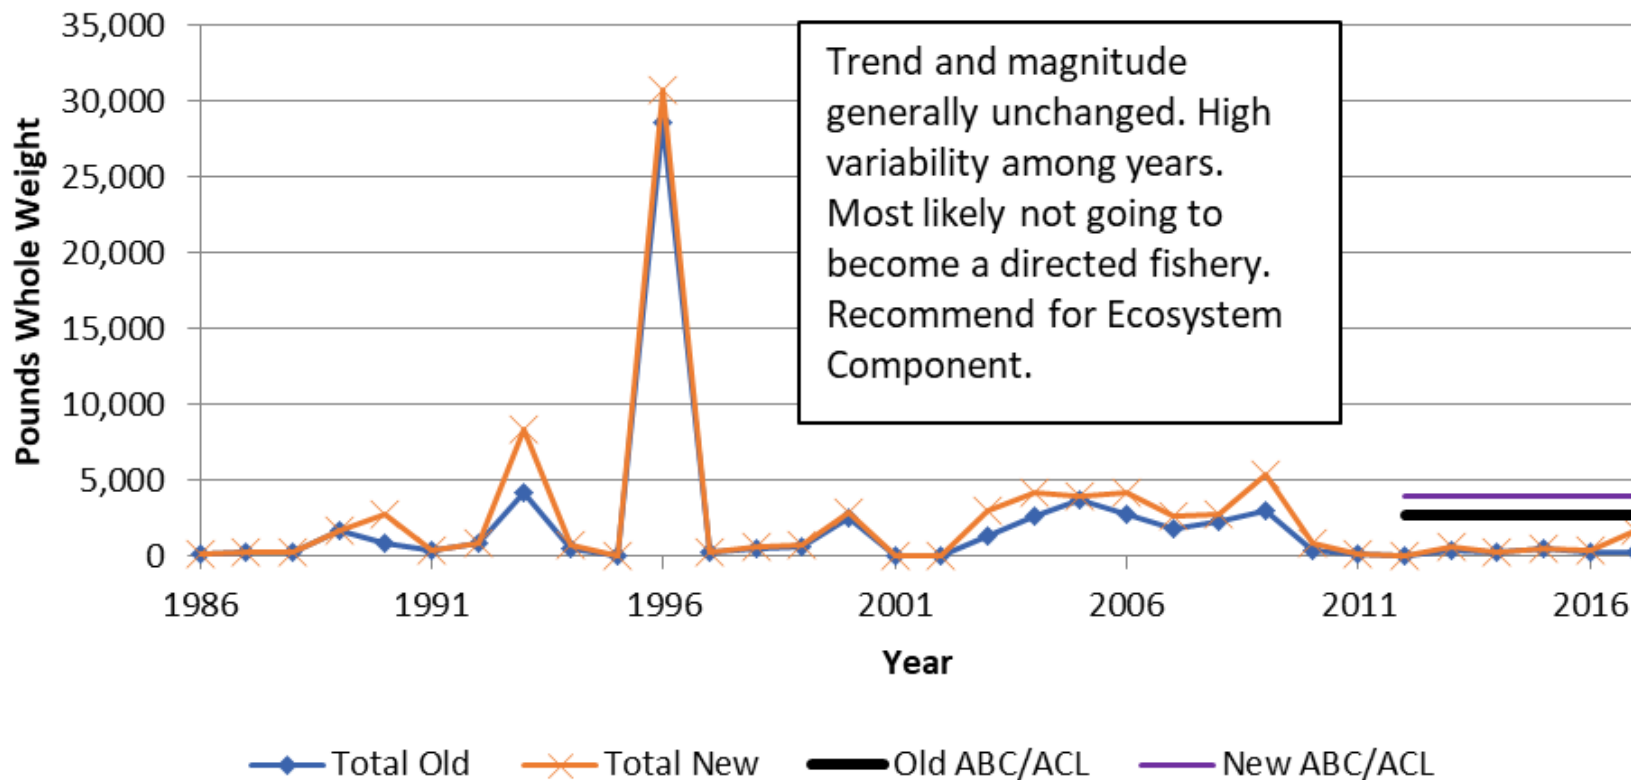 35,000
30,000
25,000
20,000
15,000
10,000
5,000
0
Pounds Whole Weight
Trend and magnitude
generally unchanged. High
variability among years.
Most likely not going to
become a directed fishery.
Recommend for Ecosystem
Component.
1986 1991 1996 2001 2006 2011 2016
Year
Total Old Total New Old ABC/ACL New ABC/ACL